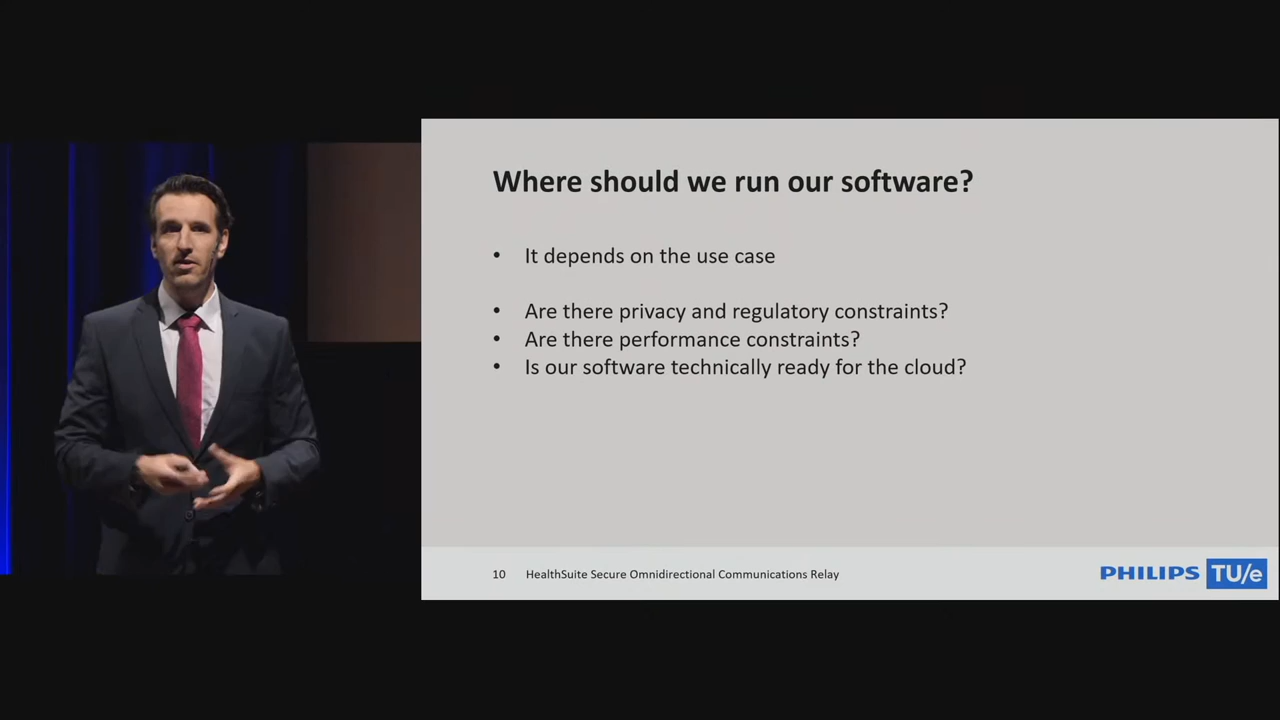 Where should we run our software?
• It depends on the use case
• Are there privacy and regulatory constraints?
• Are there performance constraints?
• Is our software technically ready for the cloud?
10 HealthSuite Secure Omnidirectional Communications Relay
PHILIPS TU/e